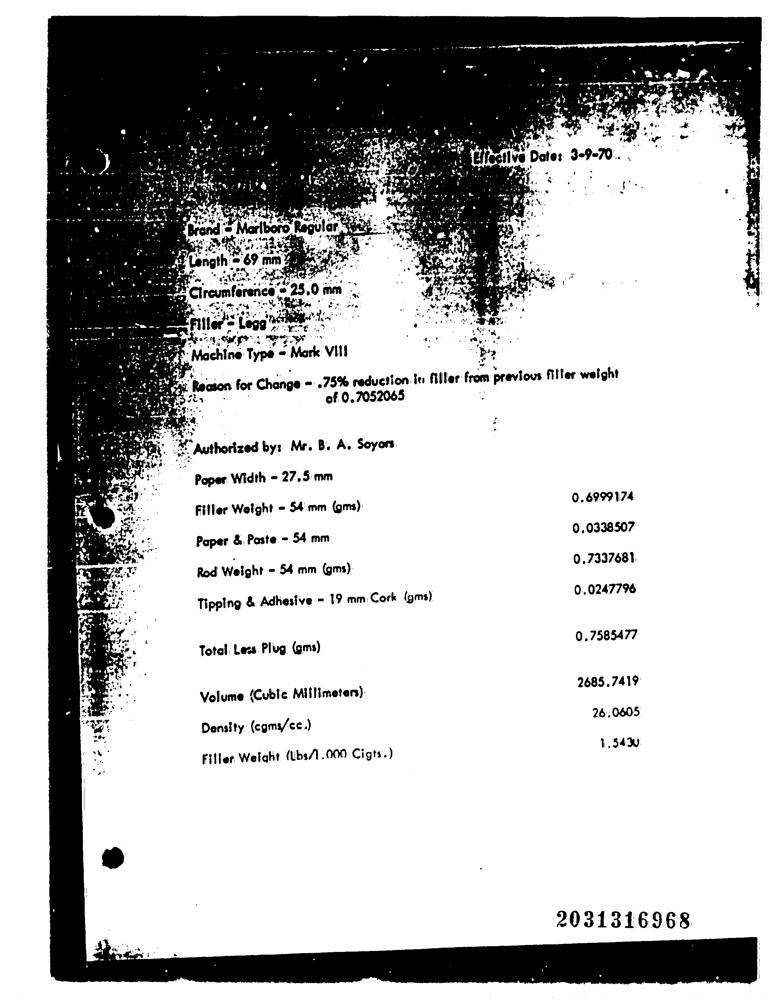 Effective Date: 3-9-70
Brand - Marlboro Regular
Length - 69 mm
Circumference - 25.0 mm
Filler - Legg
Machine Type - Mark VIII
Reason for Change - .75% reduction in filler from previous filler weight
of 0.7052065
Authorized by: Mr. B. A. Soyars
Paper Width - 27.5 mm
Filler Weight - 54 mm (gms) 0.6999174
Paper & Paste - 54 mm 0.0338507
Rod Weight - 54 mm (gms) 0.7337681
Tipping & Adhesive - 19 mm Cork (gms) 0.0247796
Total Less Plug (gms) 0.7585477
Volume (Cubic Millimeters) 2685.7419
Density (cgms/cc.) 26.0605
Filler Weight (Lbs/1.000 Cigts.) 1.5430
2031316968